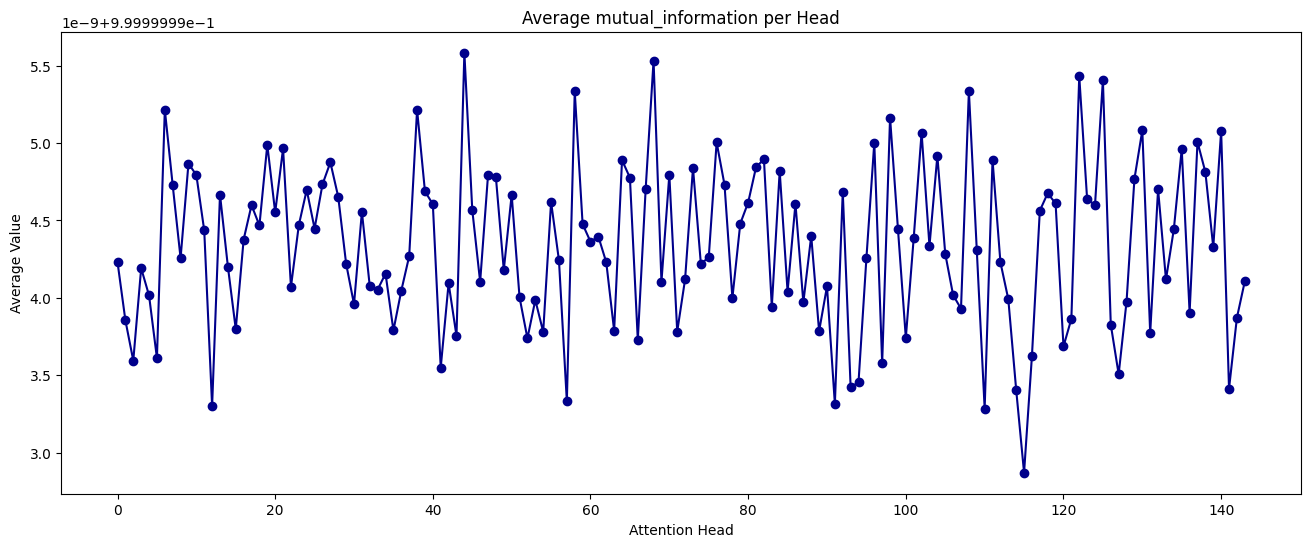 Average mutual_information per Head
1e−9+9.9999999e−1
5.5
5.0
4.5
4.0
3.5
3.0
Average Value
0 20 40 60 80 100 120 140
Attention Head